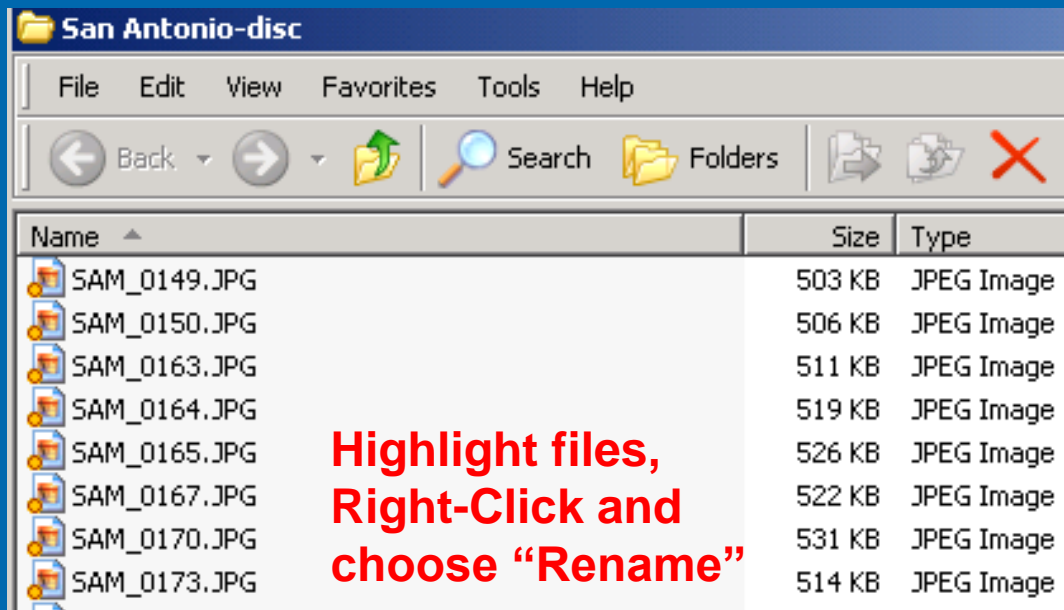 San Antonio-disc
File Edit View Favorites Tools Help
Back Search Folders
Name Size Type
SAM_0149.JPG 503 KB JPEG Image
SAM_0150.JPG 506 KB JPEG Image
SAM_0163.JPG 511 KB JPEG Image
SAM_0164.JPG 519 KB JPEG Image
SAM_0165.JPG 526 KB JPEG Image
SAM_0167.JPG 522 KB JPEG Image
SAM_0170.JPG 531 KB JPEG Image
SAM_0173.JPG 514 KB JPEG Image
Highlight files,
Right-Click and
choose “Rename”